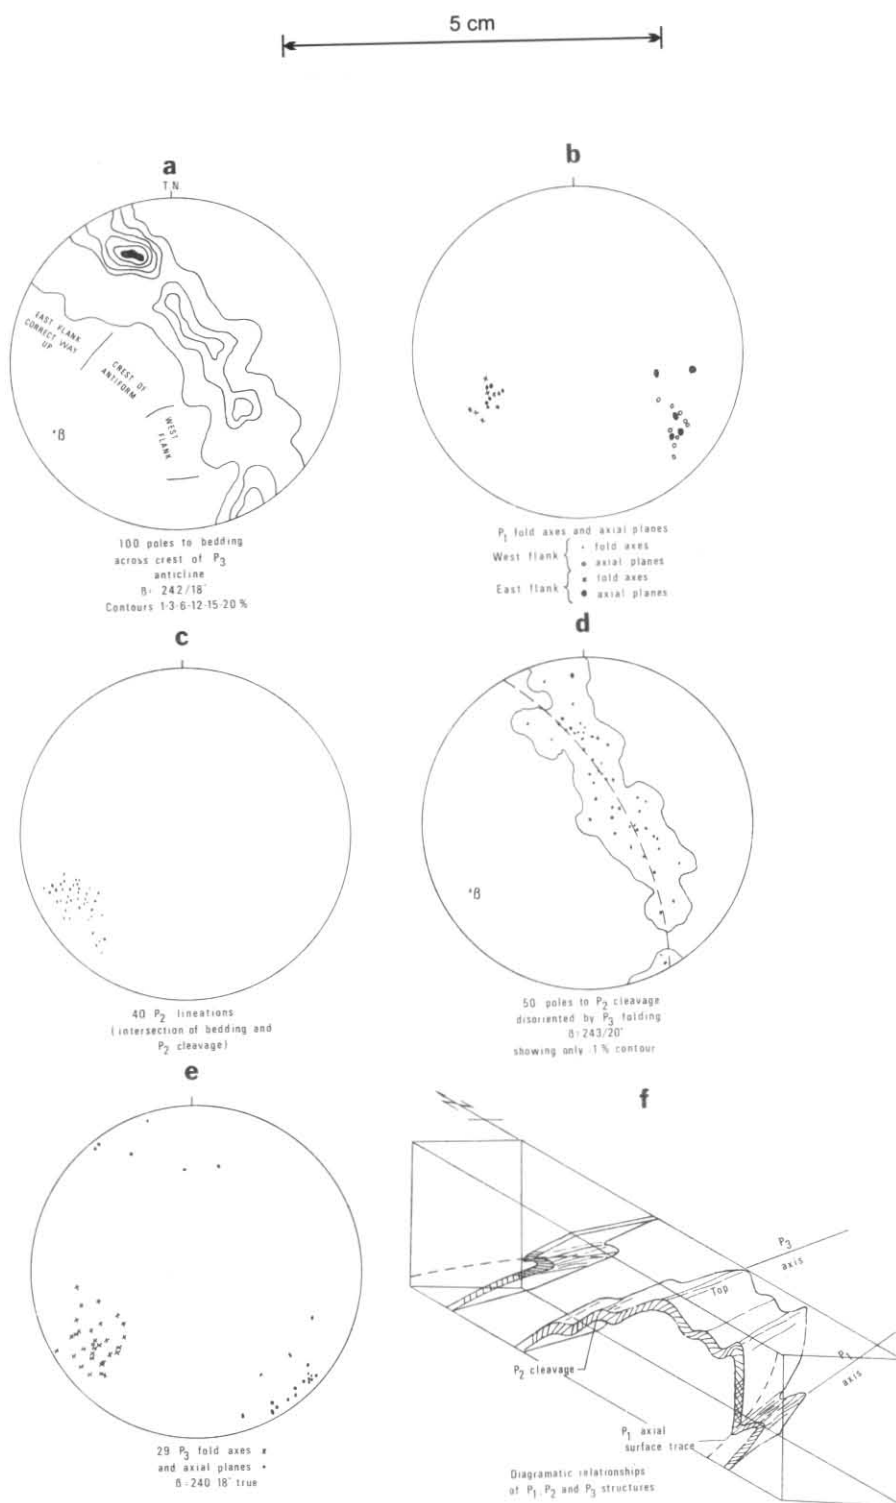 5 cm
a
T N
EAST FLANK
CORRECT WAY
UP
CREST OF
ANTIFORM
WEST
FLANK
β
100 poles to bedding
across crest of P3
anticline
β= 242/18°
Contours 1·3·6·12·15·20 %
b
P1 fold axes and axial planes
West flank
fold axes
axial planes
East flank
fold axes
axial planes
c
40 P2 lineations
(intersection of bedding and
P2 cleavage)
d
β
50 poles to P2 cleavage
disoriented by P3 folding
β= 243/20°
showing only 1 % contour
e
29 P3 fold axes x
and axial planes •
β=240 18° true
f
P3
axis
Top
P2 cleavage
P1
axis
P1 axial
surface trace
Diagramatic relationships
of P1, P2 and P3 structures